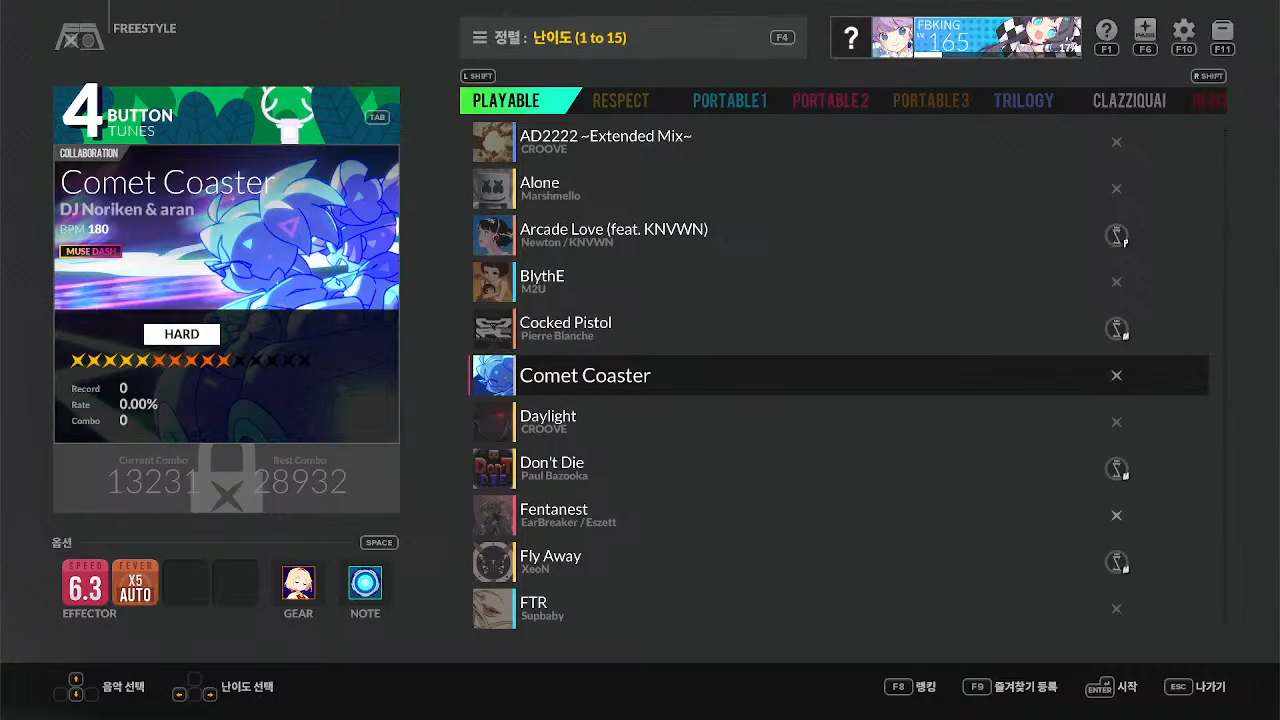 FREESTYLE
정렬 : 난이도 (1 to 15)
F4
?
FBKING
LV 165
17%
F1
PASS
F6
F10
F11
L SHIFT
R SHIFT
PLAYABLE
RESPECT
PORTABLE1
PORTABLE2
PORTABLE3
TRILOGY
CLAZZIQUAI
4 BUTTON
TUNES
TAB
COLLABORATION
Comet Coaster
DJ Noriken & aran
BPM 180
MUSE DASH
HARD
Record 0
Rate 0.00%
Combo 0
Current Combo
13231
Best Combo
28932
옵션
SPACE
SPEED
6.3
FEVER
X5
AUTO
EFFECTOR
GEAR
NOTE
AD2222 ~Extended Mix~
CROOVE
Alone
Marshmello
Arcade Love (feat. KNVWN)
Newton / KNVWN
BlythE
M2U
Cocked Pistol
Pierre Blanche
Comet Coaster
Daylight
CROOVE
Don't Die
Paul Bazooka
Fentanest
EarBreaker / Eszett
Fly Away
XeoN
FTR
Supbaby
음악 선택
난이도 선택
F8 랭킹
F9 즐겨찾기 등록
ENTER 시작
ESC 나가기